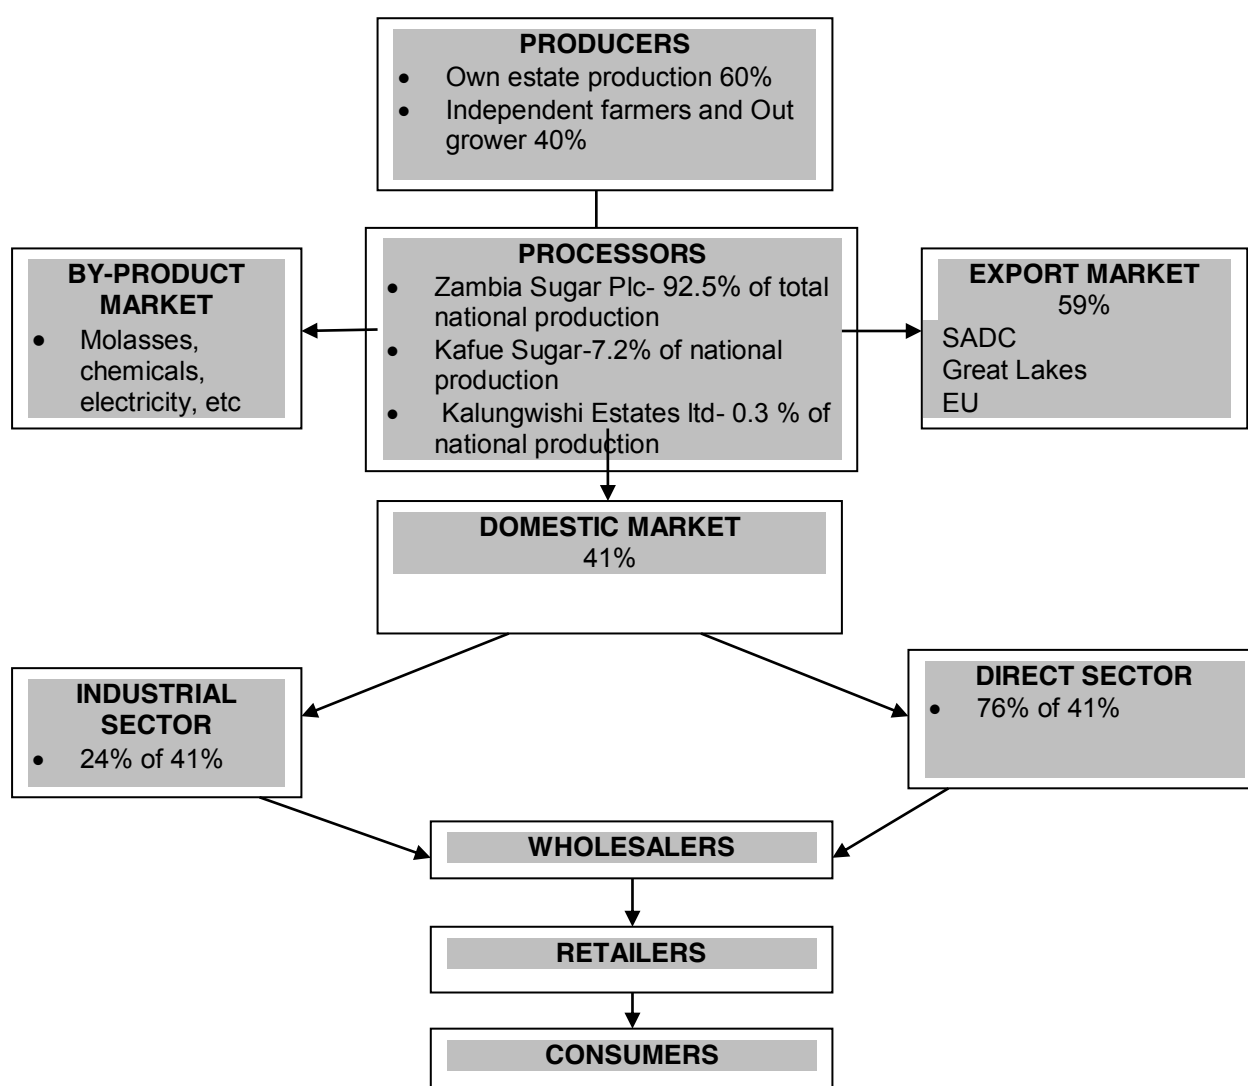 PRODUCERS
• Own estate production 60%
• Independent farmers and Out
grower 40%
PROCESSORS
• Zambia Sugar Plc- 92.5% of total
national production
• Kafue Sugar-7.2% of national
production
• Kalungwishi Estates ltd- 0.3 % of
national production
BY-PRODUCT
MARKET
• Molasses,
chemicals,
electricity, etc
EXPORT MARKET
59%
SADC
Great Lakes
EU
DOMESTIC MARKET
41%
INDUSTRIAL
SECTOR
• 24% of 41%
DIRECT SECTOR
• 76% of 41%
WHOLESALERS
RETAILERS
CONSUMERS